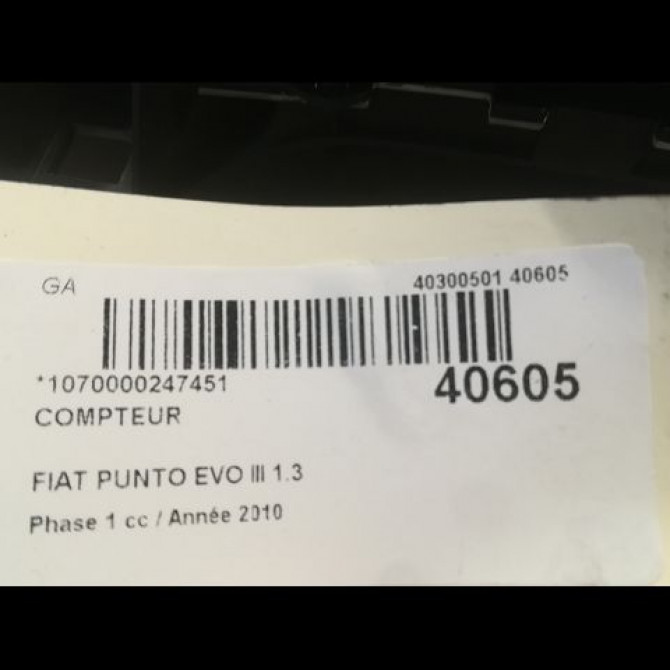 GA
40300501 40605
*1070000247451
40605
COMPTEUR
FIAT PUNTO EVO III 1.3
Phase 1 cc / Année 2010